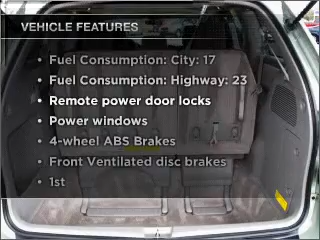 VEHICLE FEATURES
• Fuel Consumption: City: 17
• Fuel Consumption: Highway: 23
• Remote power door locks
• Power windows
• 4-wheel ABS Brakes
• Front Ventilated disc brakes
• 1st